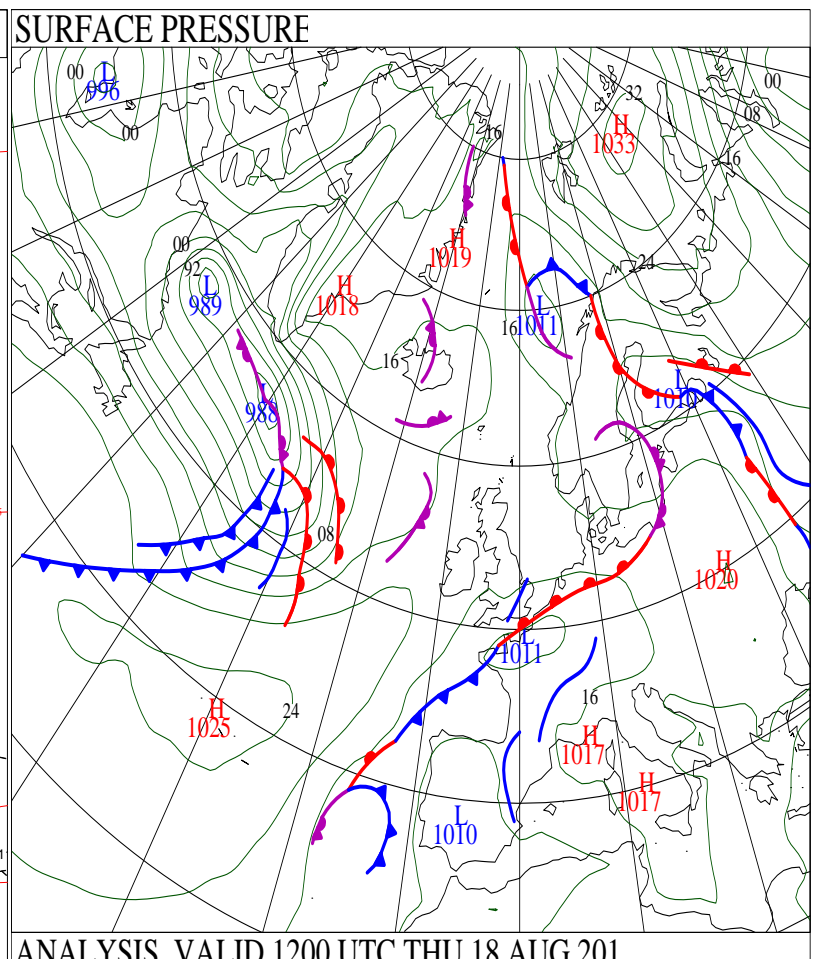 SURFACE PRESSURE
00
L
996
00
32
H
1033
00
08
16
16
00
92
L
989
H
1018
H
1019
24
16
L
1011
16
L
988
L
1010
08
H
1020
L
1011
H
1025
24
16
H
1017
H
1017
L
1010
ANALYSIS VALID 1200 UTC THU 18 AUG 201